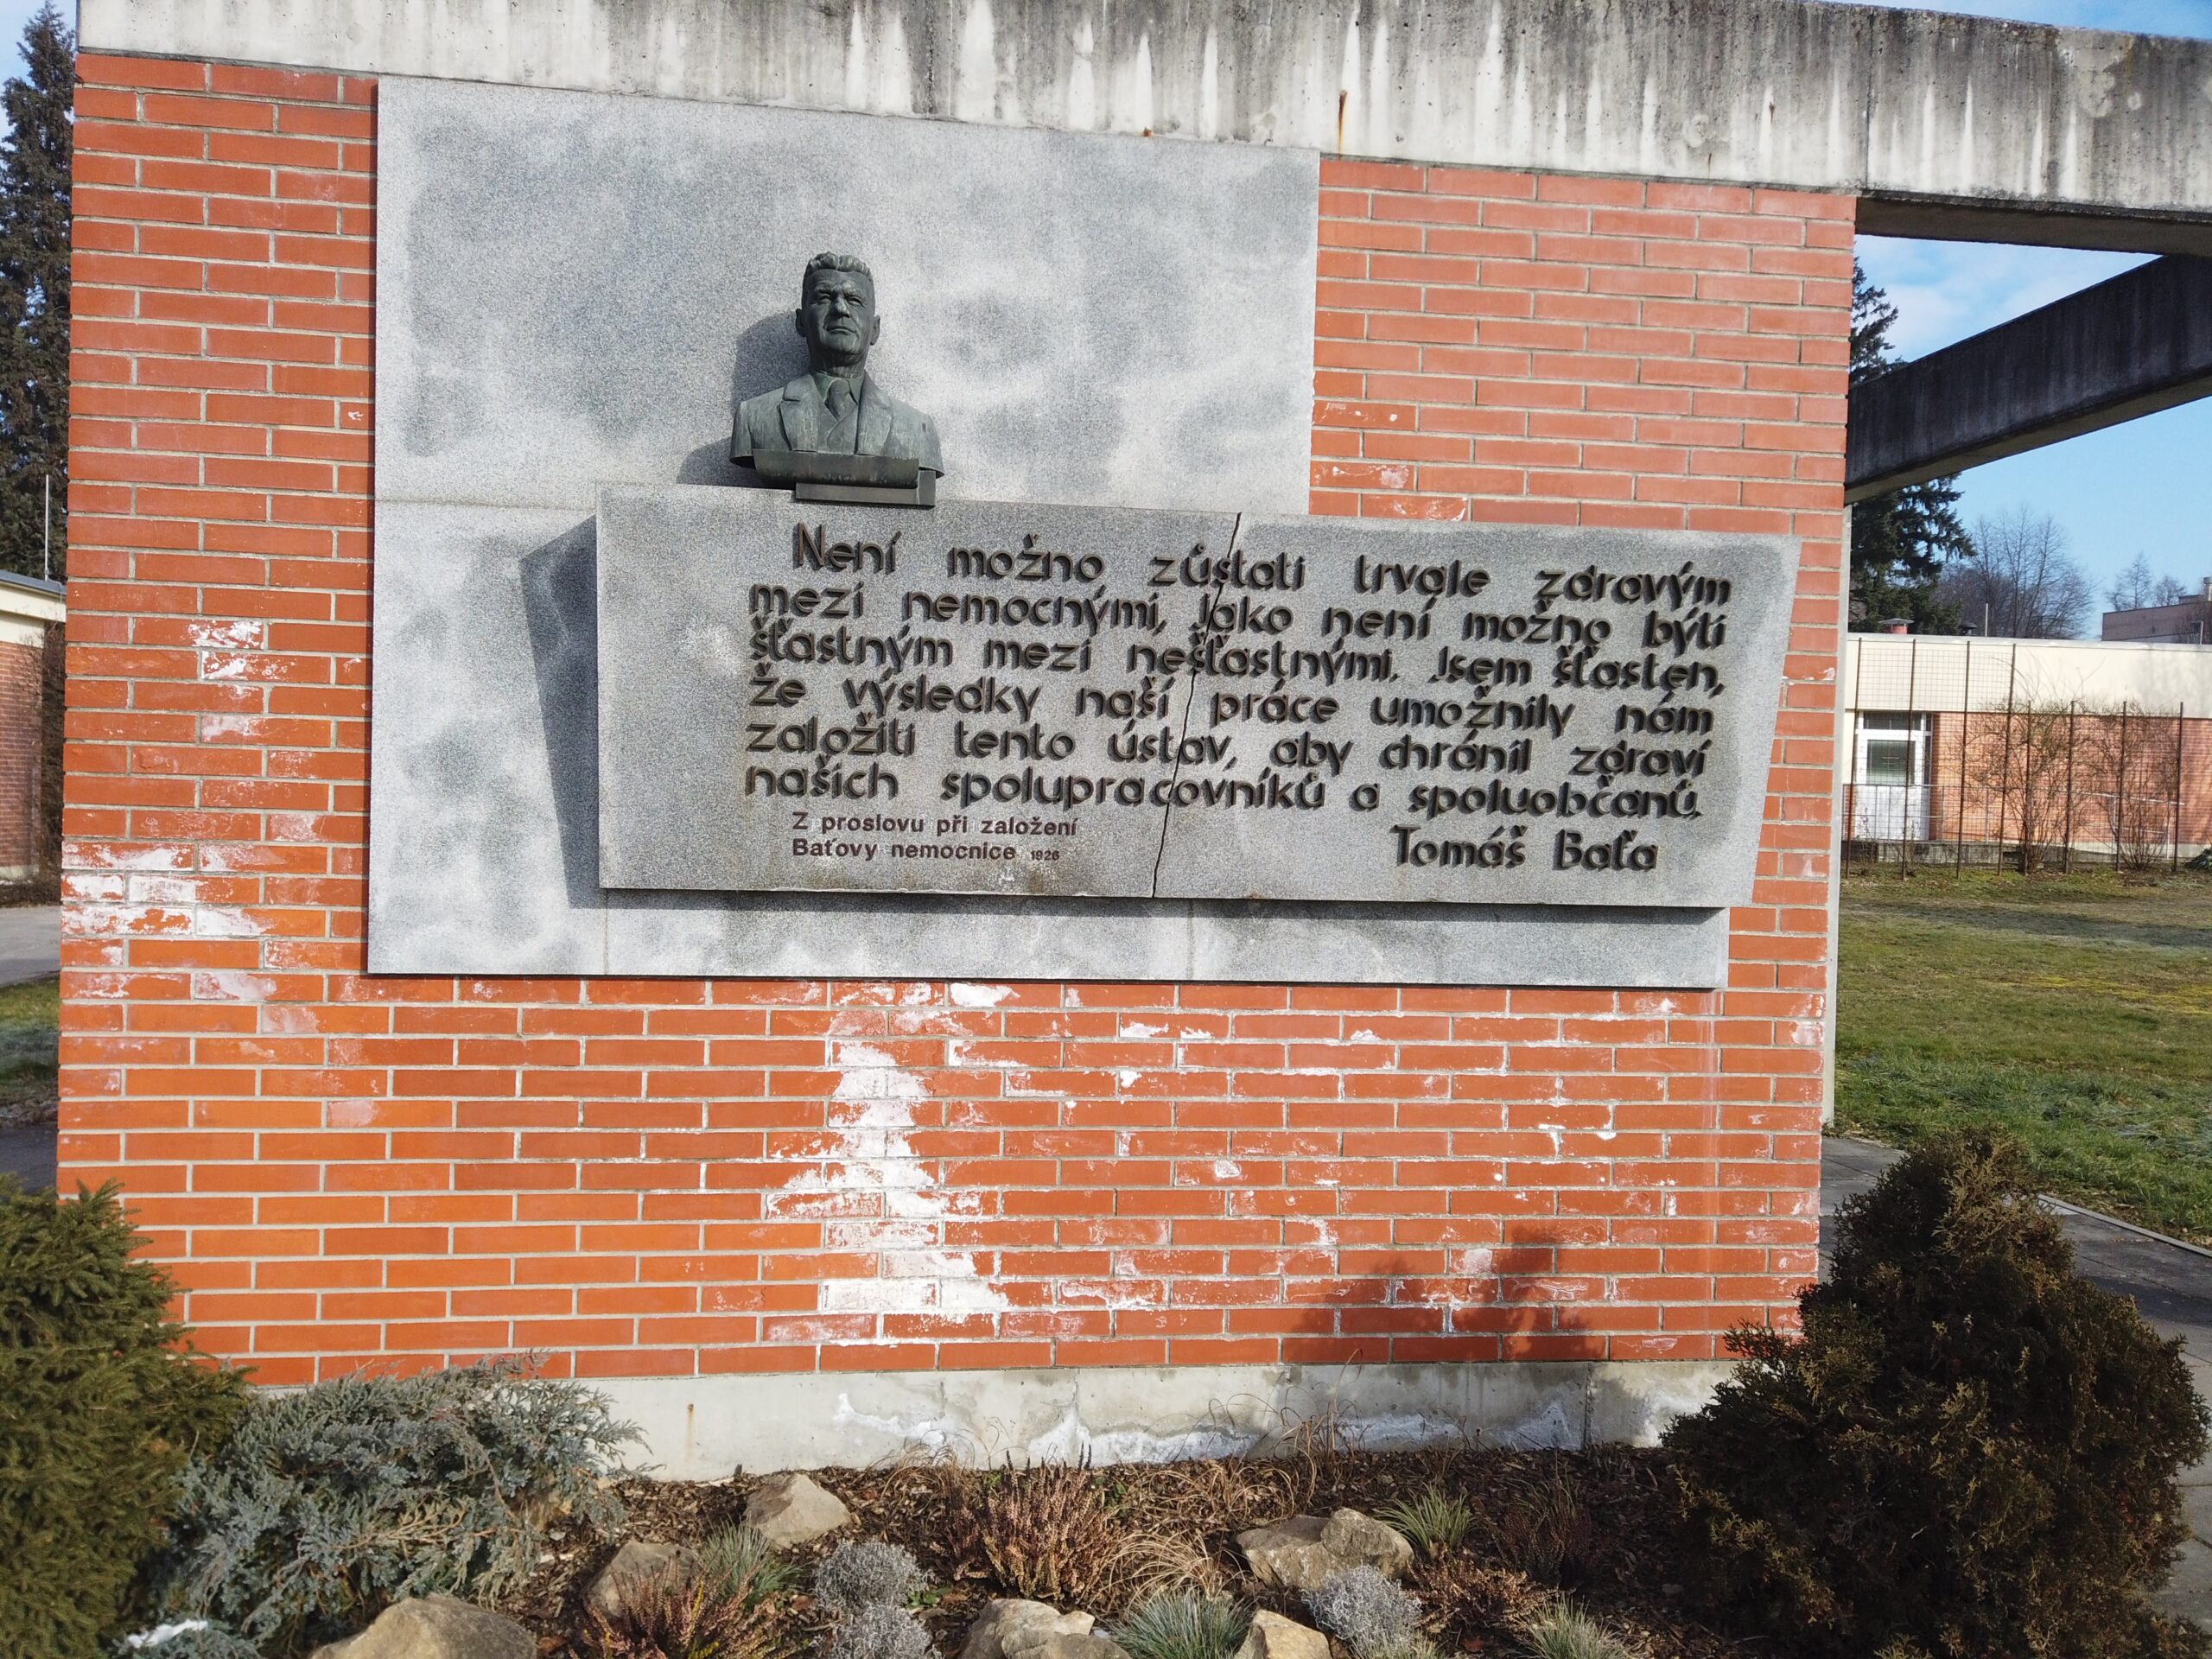 Není možno zůstati trvale zdravým
mezi nemocnými, jako není možno býti
šťastným mezi nešťastnými. Jsem šťasten,
že výsledky naší práce umožnily nám
založiti tento ústav, aby chránil zdraví
našich spolupracovníků a spoluobčanů.
Z proslovu při založení
Baťovy nemocnice 1926
Tomáš Baťa